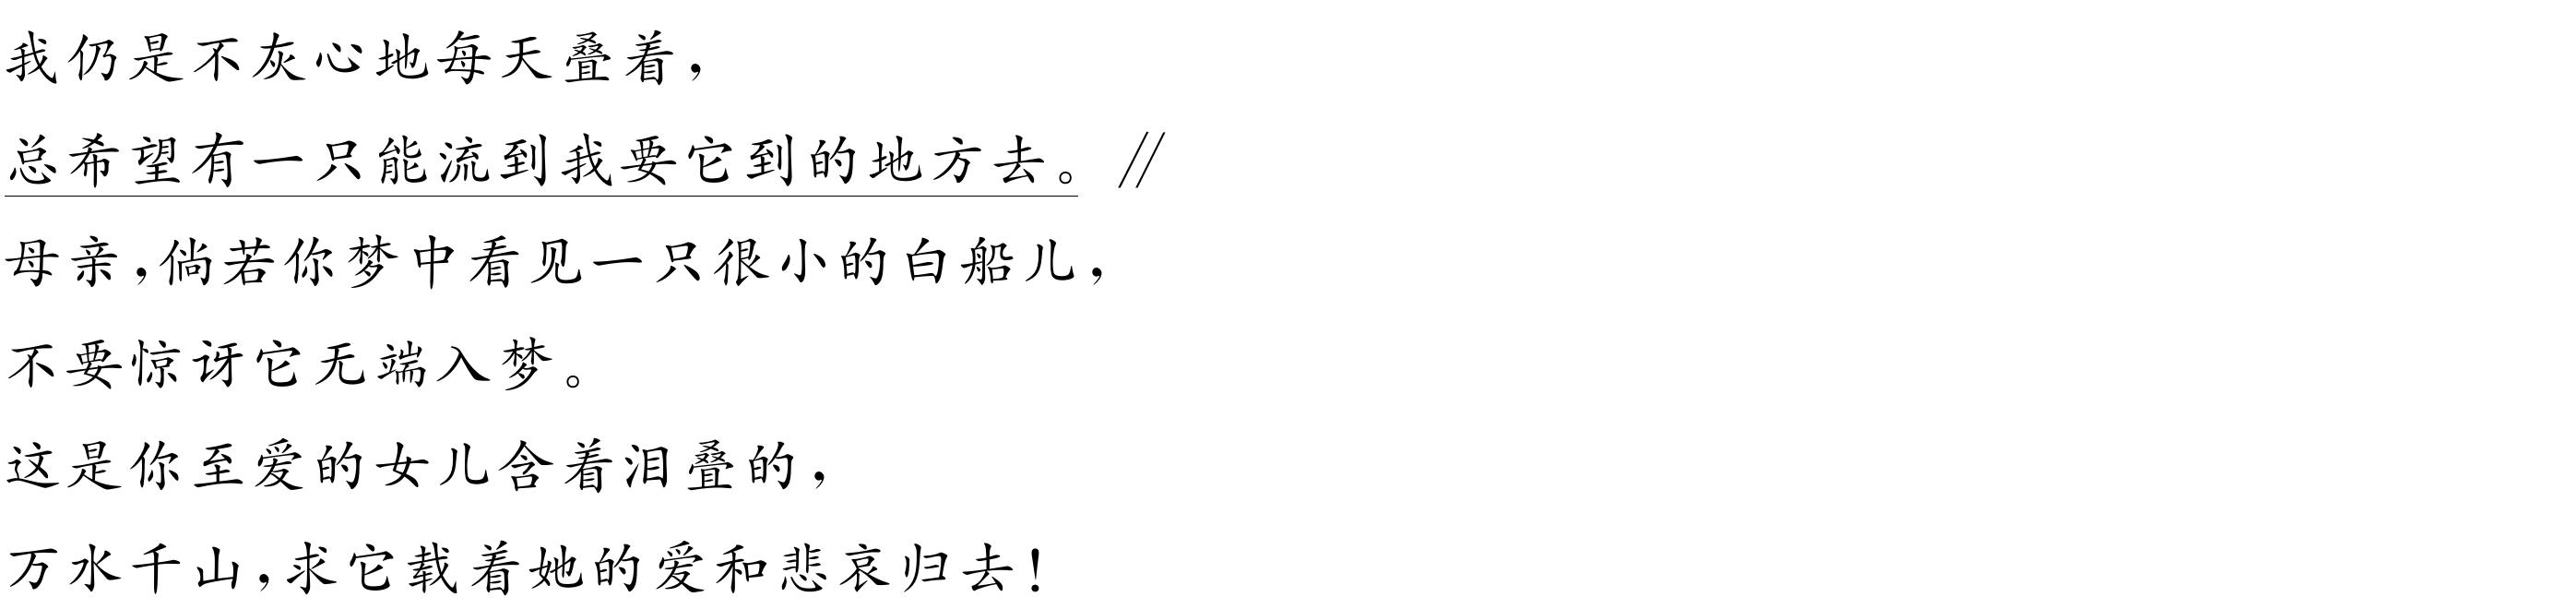 我仍是不灰心地每天叠着，
总希望有一只能流到我要它到的地方去。//
母亲，倘若你梦中看见一只很小的白船儿，
不要惊讶它无端入梦。
这是你至爱的女儿含着泪叠的，
万水千山，求它载着她的爱和悲哀归去！